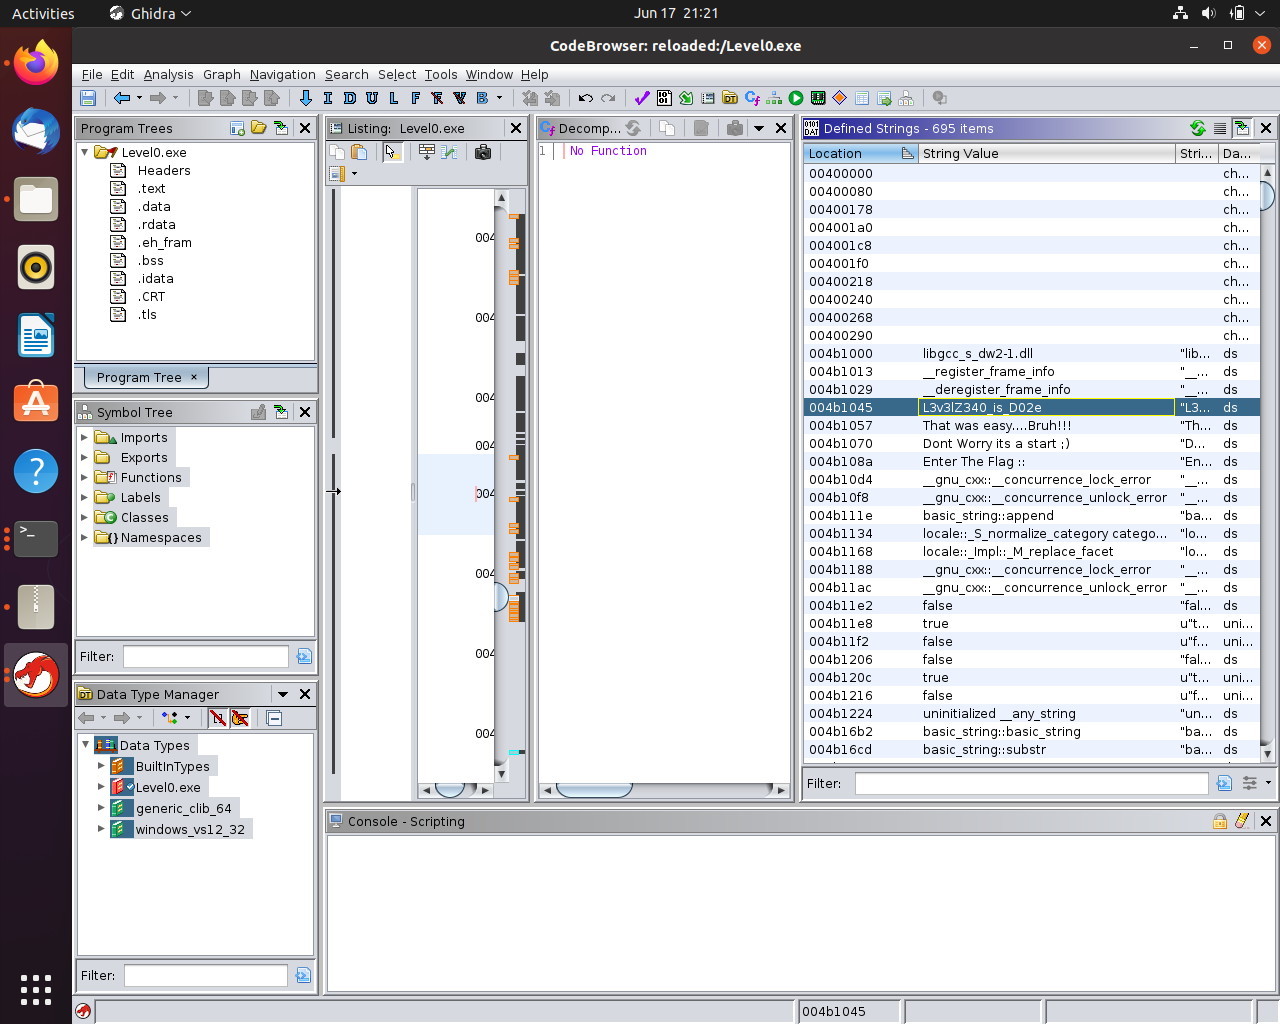 Activities
Ghidra
Jun 17 21:21
CodeBrowser: reloaded:/Level0.exe
File Edit Analysis Graph Navigation Search Select Tools Window Help
Program Trees
Level0.exe
Headers
.text
.data
.rdata
.eh_fram
.bss
.idata
.CRT
.tls
Program Tree ×
Symbol Tree
Imports
Exports
Functions
Labels
Classes
Namespaces
Filter:
Data Type Manager
Data Types
BuiltInTypes
Level0.exe
generic_clib_64
windows_vs12_32
Filter:
Listing: Level0.exe
004
004
004
004
004
004
004
004
Decomp...
1 No Function
Defined Strings - 695 items
Location String Value Stri... Da...
00400000 ch...
00400080 ch...
00400178 ch...
004001a0 ch...
004001c8 ch...
004001f0 ch...
00400218 ch...
00400240 ch...
00400268 ch...
00400290 ch...
004b1000 libgcc_s_dw2-1.dll "lib... ds
004b1013 __register_frame_info "__... ds
004b1029 __deregister_frame_info "__... ds
004b1045 L3v3lZ340_is_D02e "L3... ds
004b1057 That was easy....Bruh!!! "Th... ds
004b1070 Dont Worry its a start ;) "D... ds
004b108a Enter The Flag :: "En... ds
004b10d4 __gnu_cxx::__concurrence_lock_error "__... ds
004b10f8 __gnu_cxx::__concurrence_unlock_error "__... ds
004b111e basic_string::append "ba... ds
004b1134 locale::_S_normalize_category catego... "lo... ds
004b1168 locale::_Impl::_M_replace_facet "lo... ds
004b1188 __gnu_cxx::__concurrence_lock_error "__... ds
004b11ac __gnu_cxx::__concurrence_unlock_error "__... ds
004b11e2 false "fal... ds
004b11e8 true u"t... uni...
004b11f2 false u"f... uni...
004b1206 false "fal... ds
004b120c true u"t... uni...
004b1216 false u"f... uni...
004b1224 uninitialized __any_string "un... ds
004b16b2 basic_string::basic_string "ba... ds
004b16cd basic_string::substr "ba... ds
Filter:
Console - Scripting
004b1045